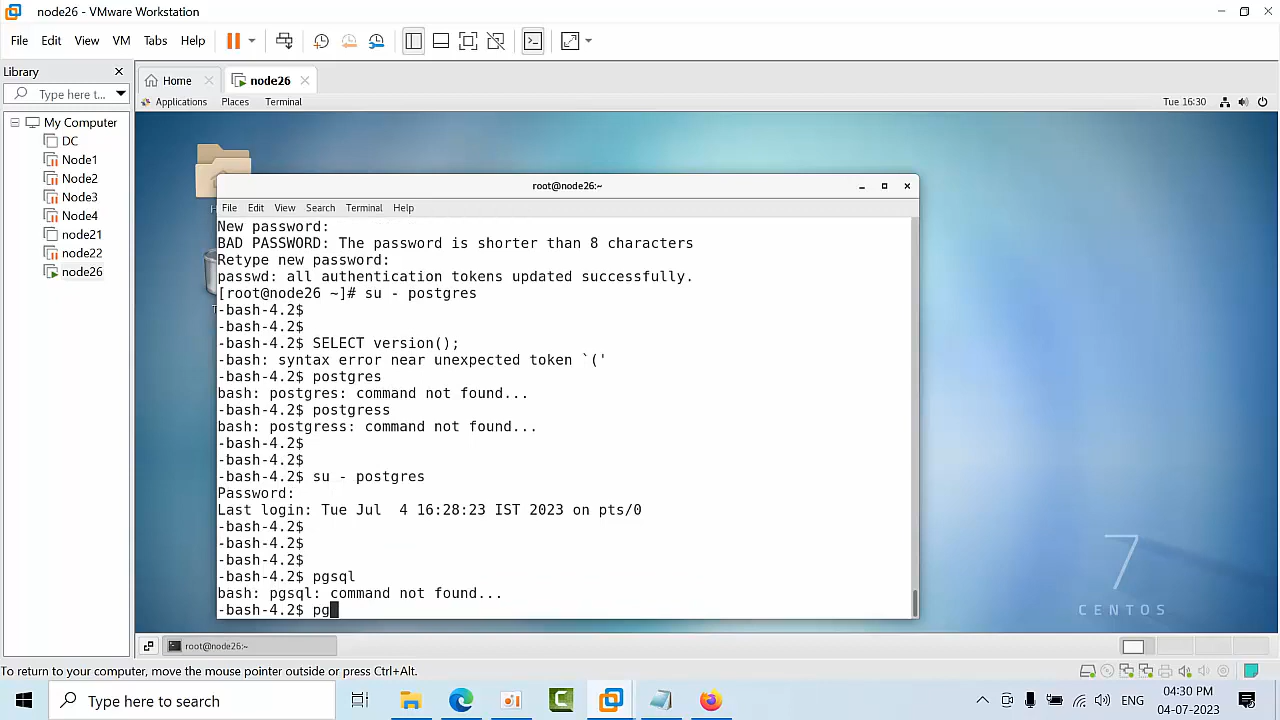 node26 - VMware Workstation
File Edit View VM Tabs Help
Library
Type here t...
My Computer
DC
Node1
Node2
Node3
Node4
node21
node22
node26
Home
node26
Applications Places Terminal
Tue 16:30
root@node26:~
File Edit View Search Terminal Help
New password:
BAD PASSWORD: The password is shorter than 8 characters
Retype new password:
passwd: all authentication tokens updated successfully.
[root@node26 ~]# su - postgres
-bash-4.2$
-bash-4.2$
-bash-4.2$ SELECT version();
-bash: syntax error near unexpected token `('
-bash-4.2$ postgres
bash: postgres: command not found...
-bash-4.2$ postgress
bash: postgress: command not found...
-bash-4.2$
-bash-4.2$
-bash-4.2$ su - postgres
Password:
Last login: Tue Jul  4 16:28:23 IST 2023 on pts/0
-bash-4.2$
-bash-4.2$
-bash-4.2$
-bash-4.2$ pgsql
bash: pgsql: command not found...
-bash-4.2$ pg
7
CENTOS
root@node26:~
To return to your computer, move the mouse pointer outside or press Ctrl+Alt.
Type here to search
ENG
04:30 PM
04-07-2023